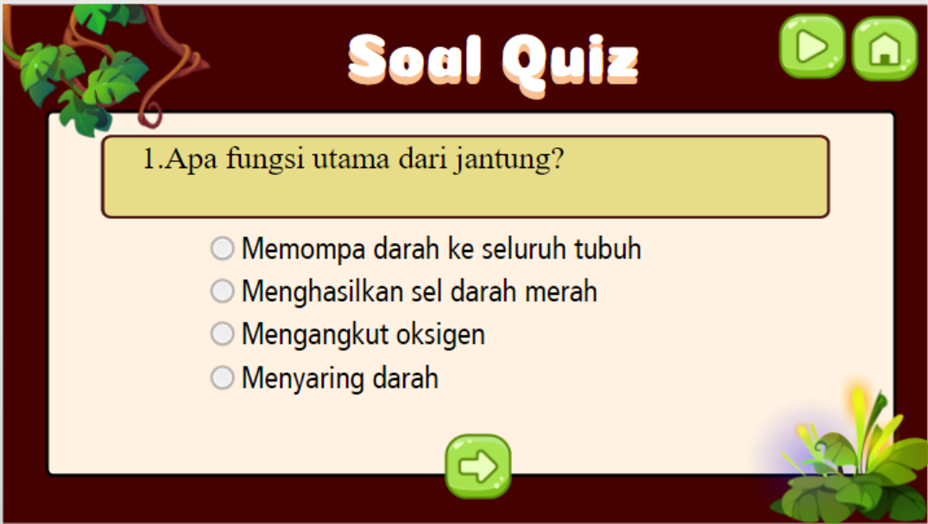 Soal Quiz
1.Apa fungsi utama dari jantung?
Memompa darah ke seluruh tubuh
Menghasilkan sel darah merah
Mengangkut oksigen
Menyaring darah